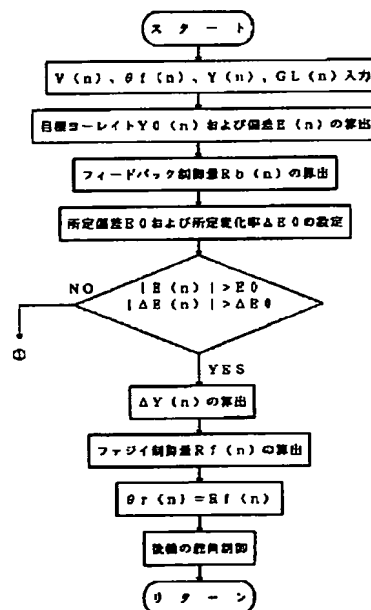 スタート
V(n)、θf(n)、Y(n)、GL(n)入力
目標ヨーレイトY0(n)および偏差E(n)の算出
フィードバック制御量Rb(n)の算出
所定偏差E0および所定変化率ΔE0の設定
|E(n)|>E0
|ΔE(n)|>ΔE0
NO
YES
ΔY(n)の算出
ファジイ制御量Rf(n)の算出
θr(n)=Rf(n)
後輪の舵角制御
リターン